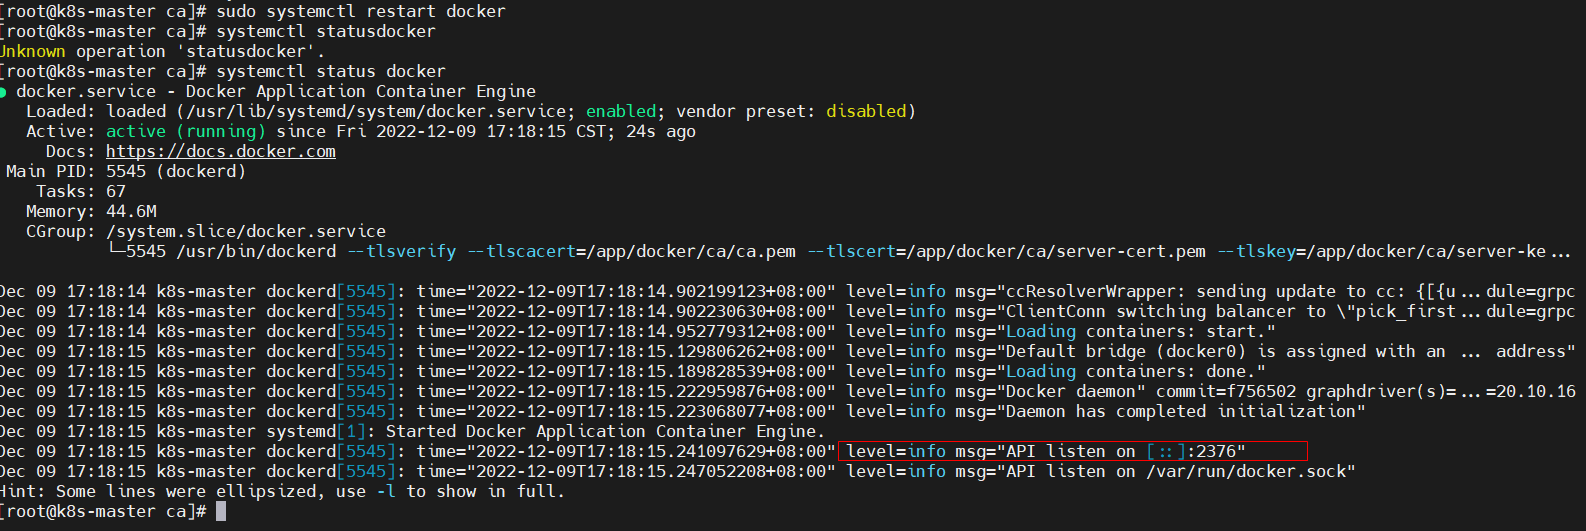 [root@k8s-master ca]# sudo systemctl restart docker
[root@k8s-master ca]# systemctl statusdocker
Unknown operation 'statusdocker'.
[root@k8s-master ca]# systemctl status docker
● docker.service - Docker Application Container Engine
   Loaded: loaded (/usr/lib/systemd/system/docker.service; enabled; vendor preset: disabled)
   Active: active (running) since Fri 2022-12-09 17:18:15 CST; 24s ago
     Docs: https://docs.docker.com
 Main PID: 5545 (dockerd)
    Tasks: 67
   Memory: 44.6M
   CGroup: /system.slice/docker.service
           └─5545 /usr/bin/dockerd --tlsverify --tlscacert=/app/docker/ca/ca.pem --tlscert=/app/docker/ca/server-cert.pem --tlskey=/app/docker/ca/server-ke...
Dec 09 17:18:14 k8s-master dockerd[5545]: time="2022-12-09T17:18:14.902199123+08:00" level=info msg="ccResolverWrapper: sending update to cc: {[{u...dule=grpc
Dec 09 17:18:14 k8s-master dockerd[5545]: time="2022-12-09T17:18:14.902230630+08:00" level=info msg="ClientConn switching balancer to \"pick_first...dule=grpc
Dec 09 17:18:14 k8s-master dockerd[5545]: time="2022-12-09T17:18:14.952779312+08:00" level=info msg="Loading containers: start."
Dec 09 17:18:15 k8s-master dockerd[5545]: time="2022-12-09T17:18:15.129806262+08:00" level=info msg="Default bridge (docker0) is assigned with an ... address"
Dec 09 17:18:15 k8s-master dockerd[5545]: time="2022-12-09T17:18:15.189828539+08:00" level=info msg="Loading containers: done."
Dec 09 17:18:15 k8s-master dockerd[5545]: time="2022-12-09T17:18:15.222959876+08:00" level=info msg="Docker daemon" commit=f756502 graphdriver(s)=...=20.10.16
Dec 09 17:18:15 k8s-master dockerd[5545]: time="2022-12-09T17:18:15.223068077+08:00" level=info msg="Daemon has completed initialization"
Dec 09 17:18:15 k8s-master systemd[1]: Started Docker Application Container Engine.
Dec 09 17:18:15 k8s-master dockerd[5545]: time="2022-12-09T17:18:15.241097629+08:00" level=info msg="API listen on [::]:2376"
Dec 09 17:18:15 k8s-master dockerd[5545]: time="2022-12-09T17:18:15.247052208+08:00" level=info msg="API listen on /var/run/docker.sock"
Hint: Some lines were ellipsized, use -l to show in full.
[root@k8s-master ca]#